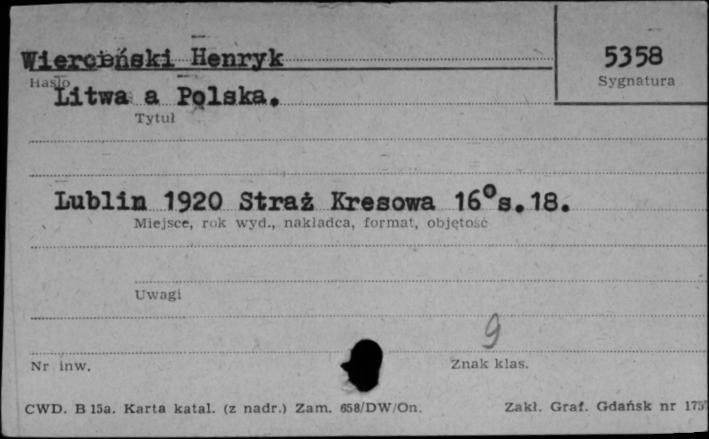 Wierceński Henryk
5358
Hasło
Sygnatura
Litwa a Polska.
Tytuł
Lublin 1920 Straż Kresowa 16° s.18.
Miejsce, rok wyd., nakładca, format, objętość
Uwagi
9
Nr inw.
Znak klas.
CWD. B 15a. Karta katal. (z nadr.) Zam. 658/DW/On.
Zakł. Graf. Gdańsk nr 1757